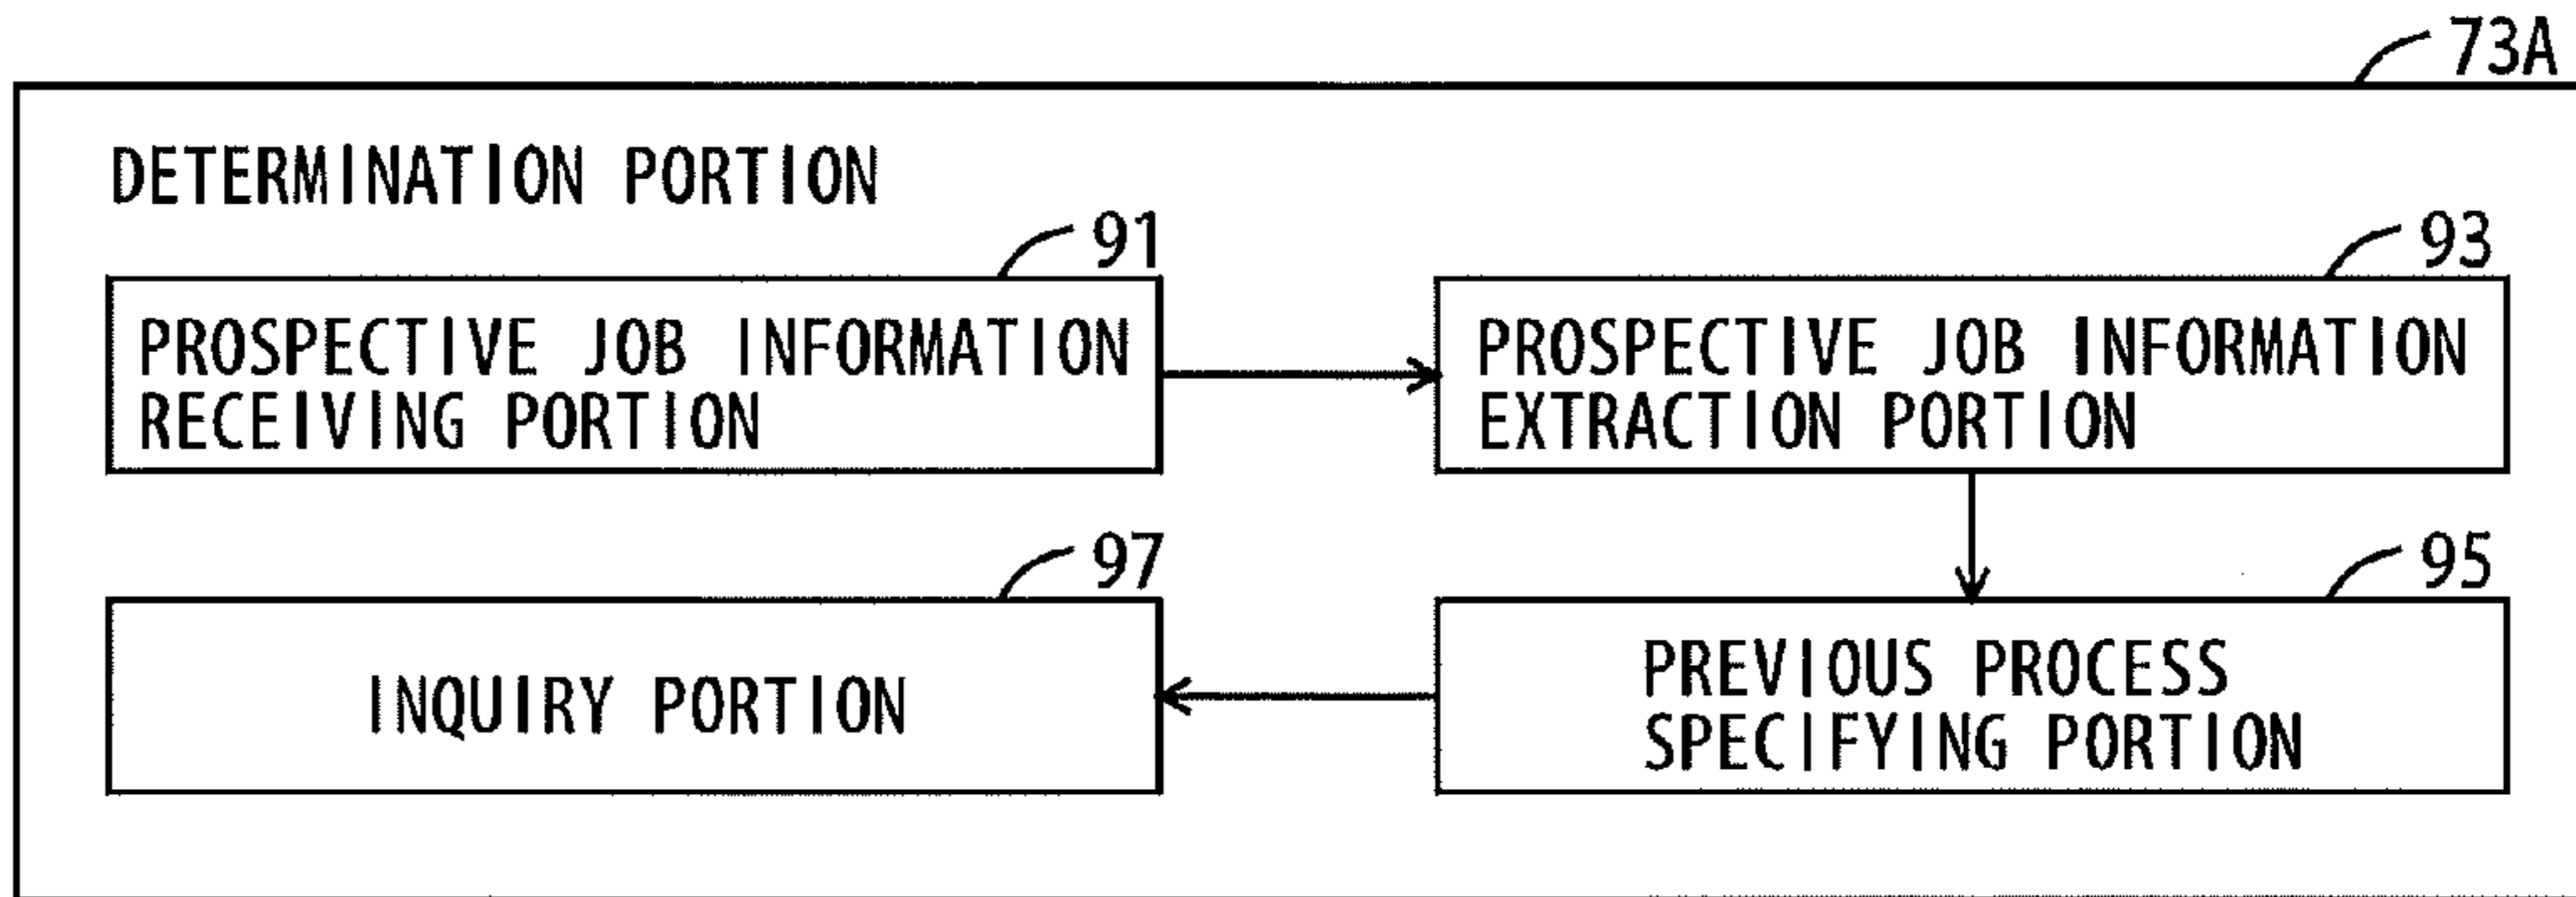 73A
DETERMINATION PORTION
91
93
PROSPECTIVE JOB INFORMATION
RECEIVING PORTION
PROSPECTIVE JOB INFORMATION
EXTRACTION PORTION
97
95
INQUIRY PORTION
PREVIOUS PROCESS
SPECIFYING PORTION